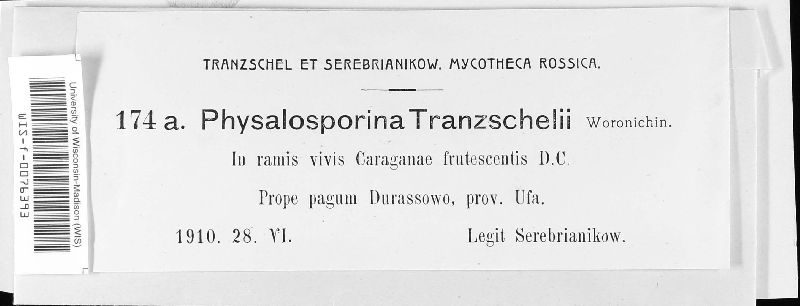 TRANZSCHEL ET SEREBRIANIKOW. MYCOTHECA ROSSICA.
174 a. Physalosporina Tranzschelii Woronichin.
In ramis vivis Caraganae frutescentis D.C.
Prope pagum Durassowo, prov. Ufa.
1910. 28. VI. Legit Serebrianikow.
University of Wisconsin-Madison (WIS)
WIS-f-0076393